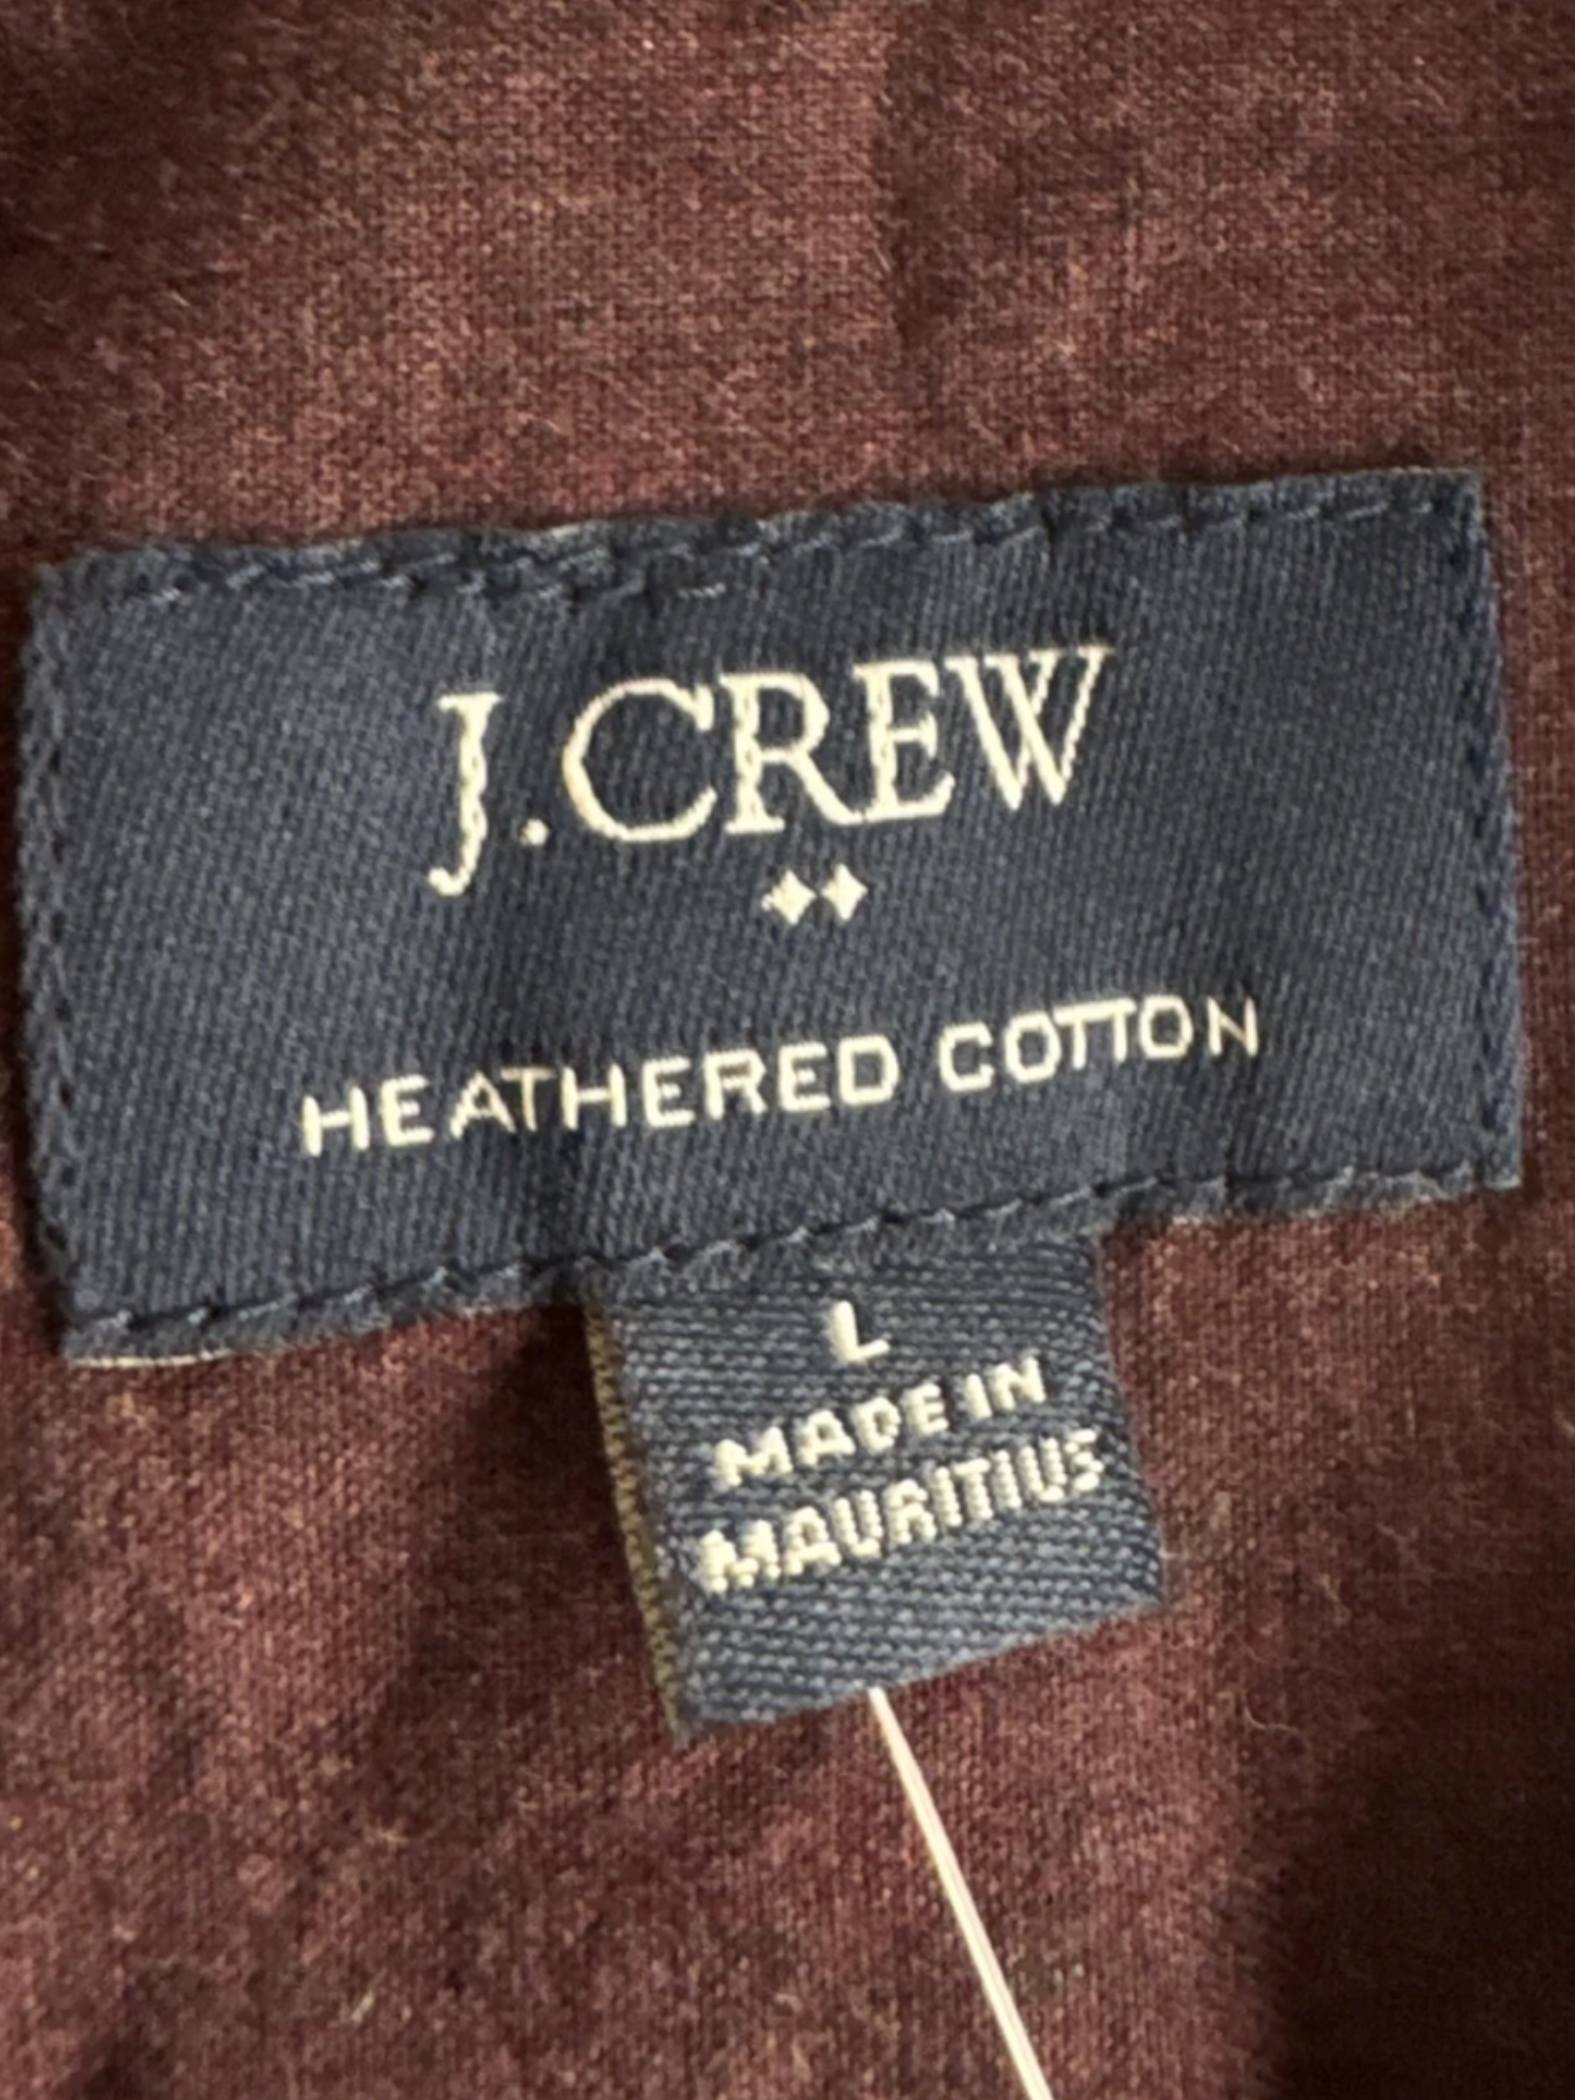 J.CREW
HEATHERED COTTON
L
MADE IN
MAURITIUS